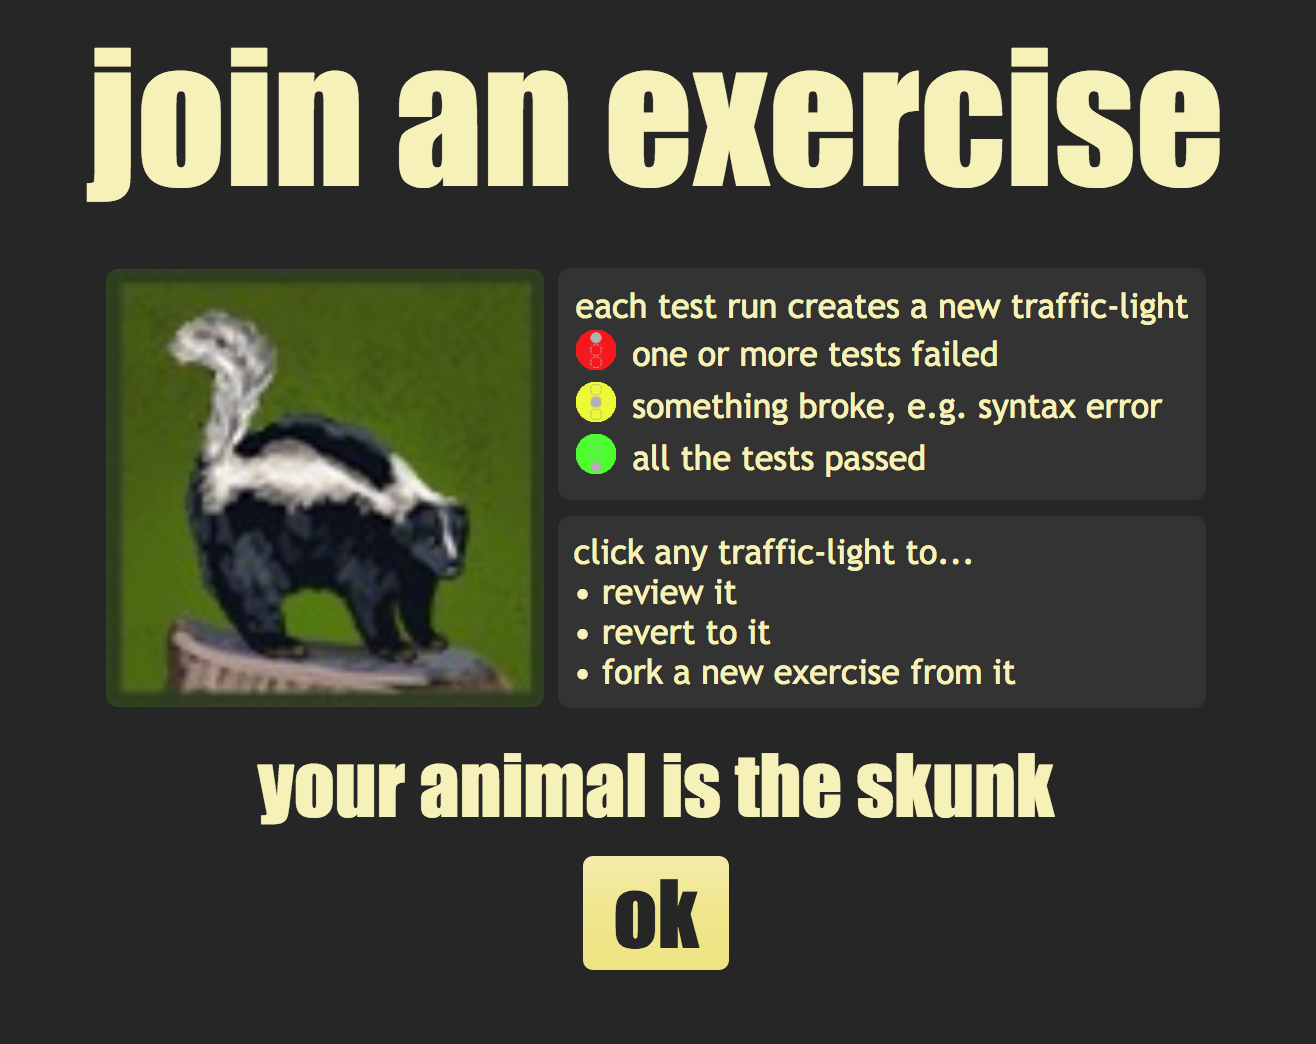 join an exercise
each test run creates a new traffic-light
one or more tests failed
something broke, e.g. syntax error
all the tests passed
click any traffic-light to...
• review it
• revert to it
• fork a new exercise from it
your animal is the skunk
ok